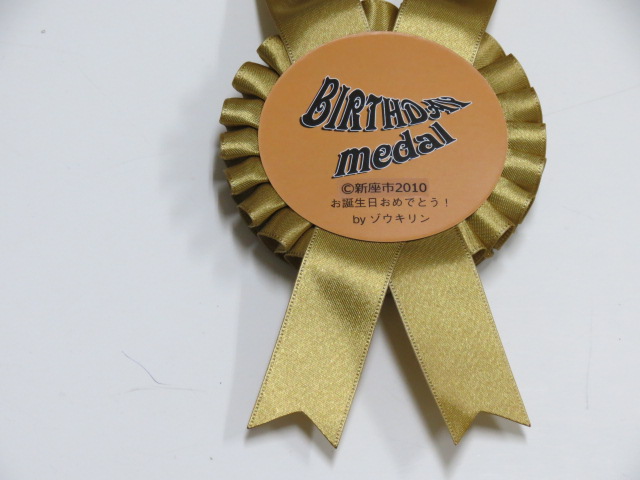 BIRTHDAY
medal
©新座市2010
お誕生日おめでとう！
by ゾウキリン